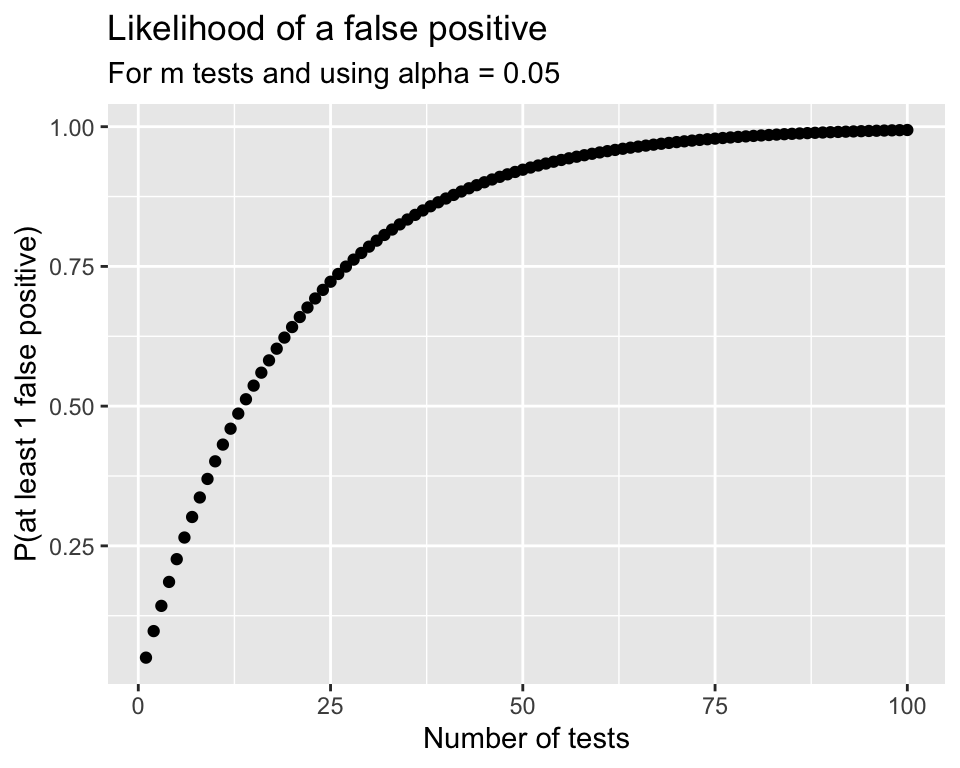 Likelihood of a false positive
For m tests and using alpha = 0.05
P(at least 1 false positive)
1.00
0.75
0.50
0.25
0
25
50
75
100
Number of tests